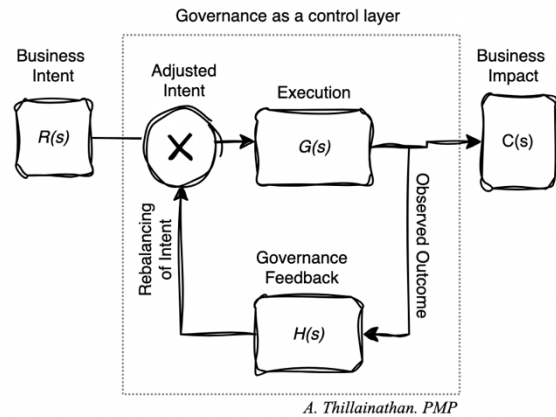 Governance as a control layer
Business
Intent
R(s)
Adjusted
Intent
X
Execution
G(s)
Business
Impact
C(s)
Observed Outcome
Governance
Feedback
H(s)
Rebalancing
of Intent
A. Thillainathan. PMP